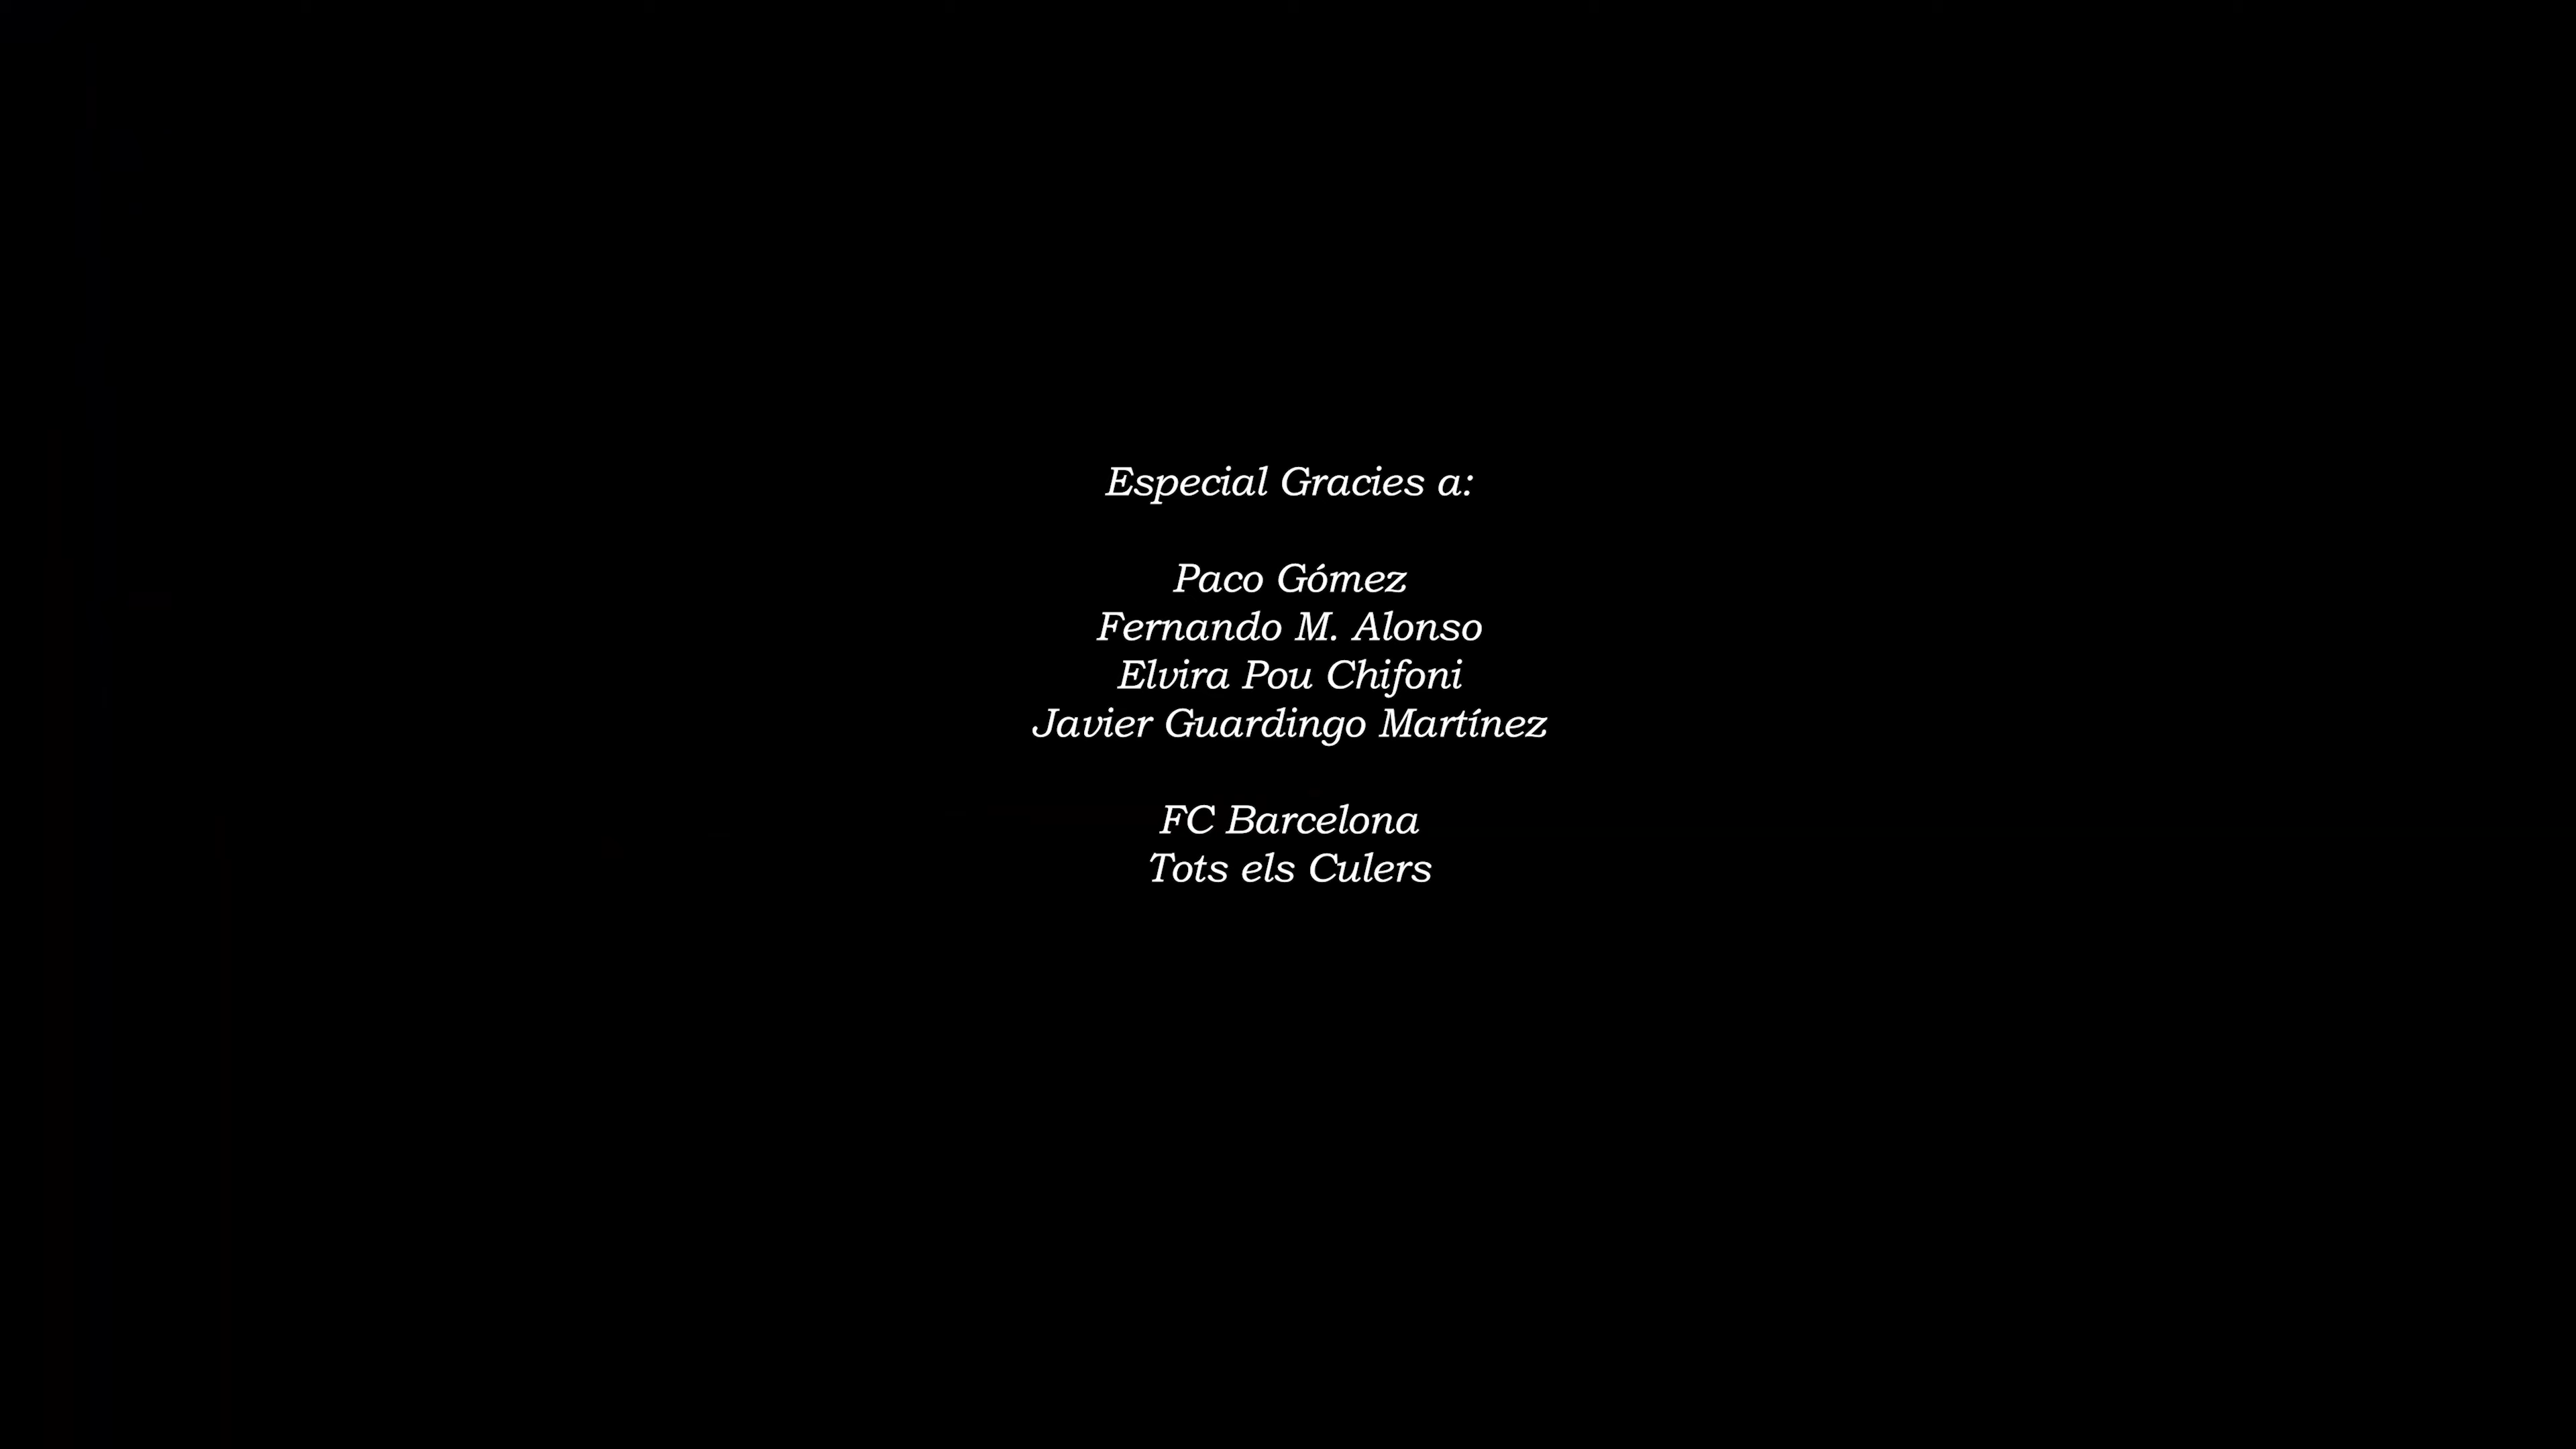 Especial Gracies a:
Paco Gómez
Fernando M. Alonso
Elvira Pou Chifoni
Javier Guardingo Martínez
FC Barcelona
Tots els Culers